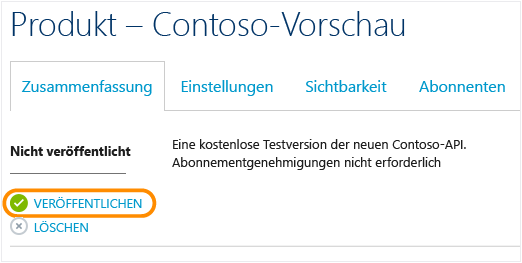 Produkt – Contoso-Vorschau
Zusammenfassung Einstellungen Sichtbarkeit Abonnenten
Nicht veröffentlicht
Eine kostenlose Testversion der neuen Contoso-API.
Abonnementgenehmigungen nicht erforderlich
VERÖFFENTLICHEN
LÖSCHEN